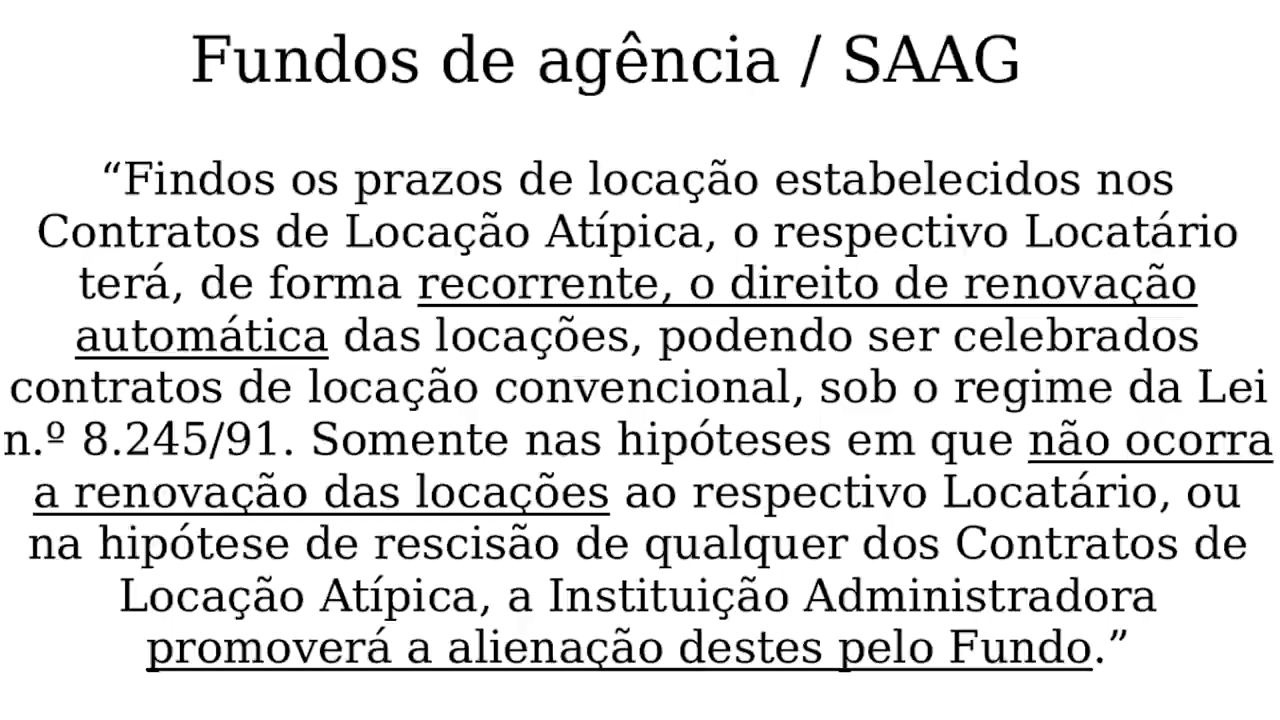 Fundos de agência / SAAG
“Findos os prazos de locação estabelecidos nos
Contratos de Locação Atípica, o respectivo Locatário
terá, de forma recorrente, o direito de renovação
automática das locações, podendo ser celebrados
contratos de locação convencional, sob o regime da Lei
n.º 8.245/91. Somente nas hipóteses em que não ocorra
a renovação das locações ao respectivo Locatário, ou
na hipótese de rescisão de qualquer dos Contratos de
Locação Atípica, a Instituição Administradora
promoverá a alienação destes pelo Fundo.”